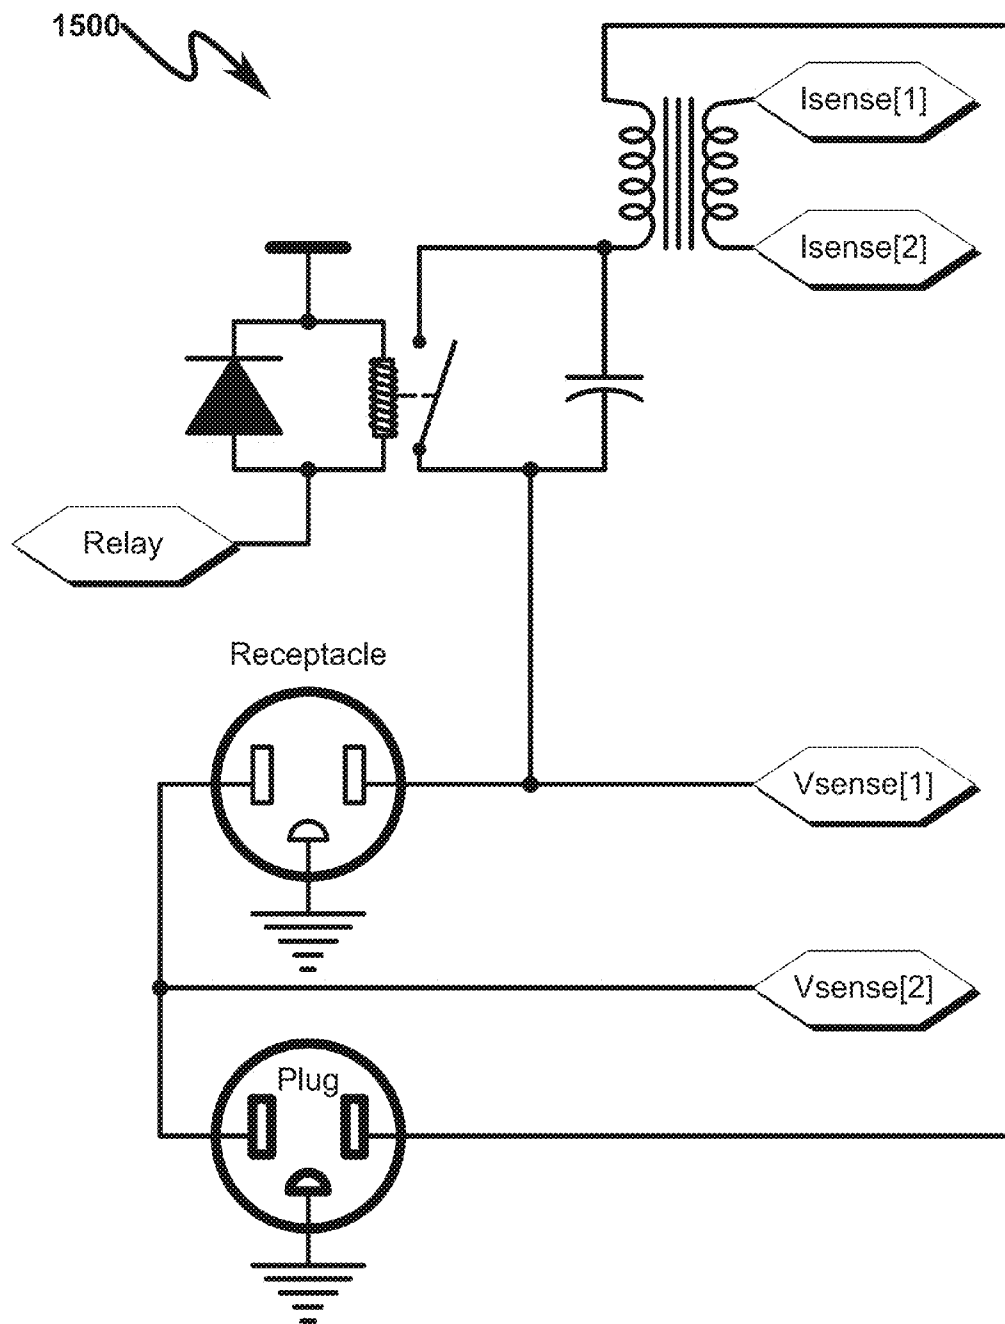 1500
Isense[1]
Isense[2]
Relay
Receptacle
Vsense[1]
Vsense[2]
Plug